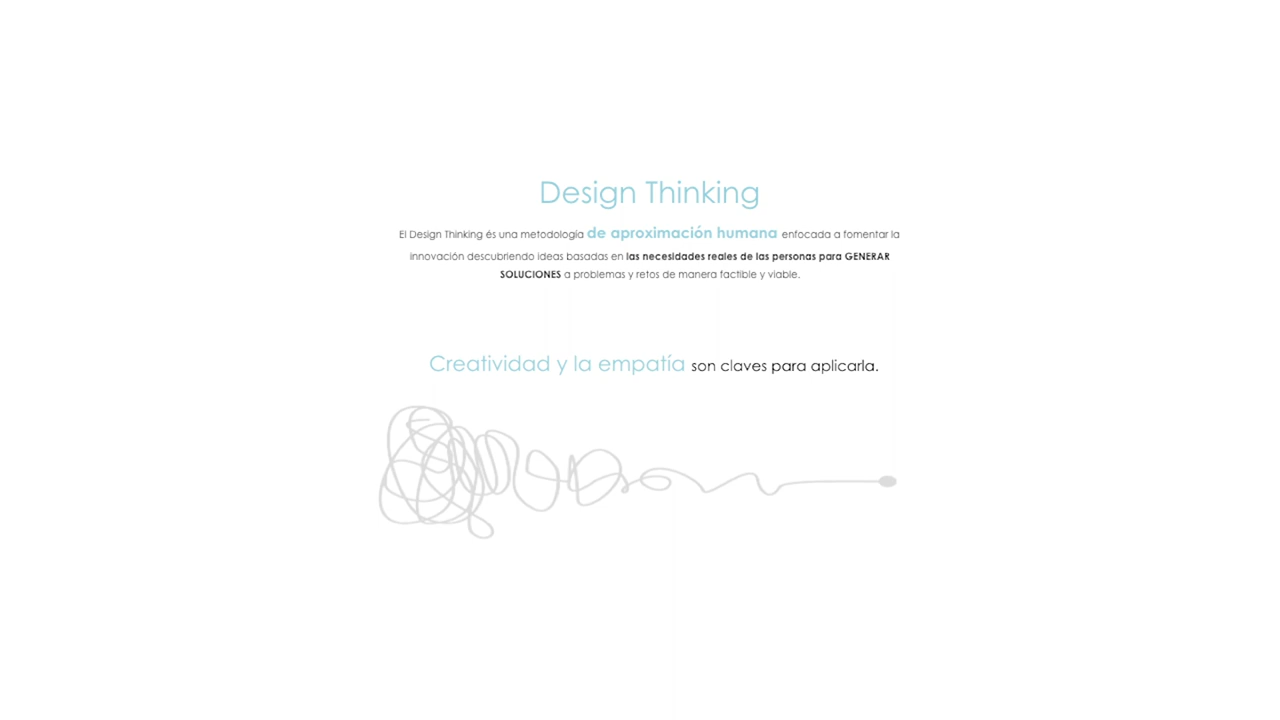 Design Thinking
El Design Thinking és una metodología de aproximación humana enfocada a fomentar la
innovación descubriendo ideas basadas en las necesidades reales de las personas para GENERAR
SOLUCIONES a problemas y retos de manera factible y viable.
Creatividad y la empatía son claves para aplicarla.